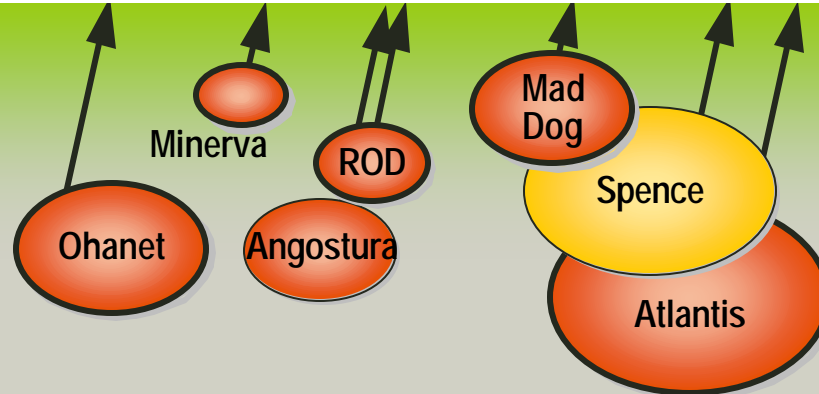 Mad
Dog
Minerva
ROD
Spence
Ohanet
Angostura
Atlantis